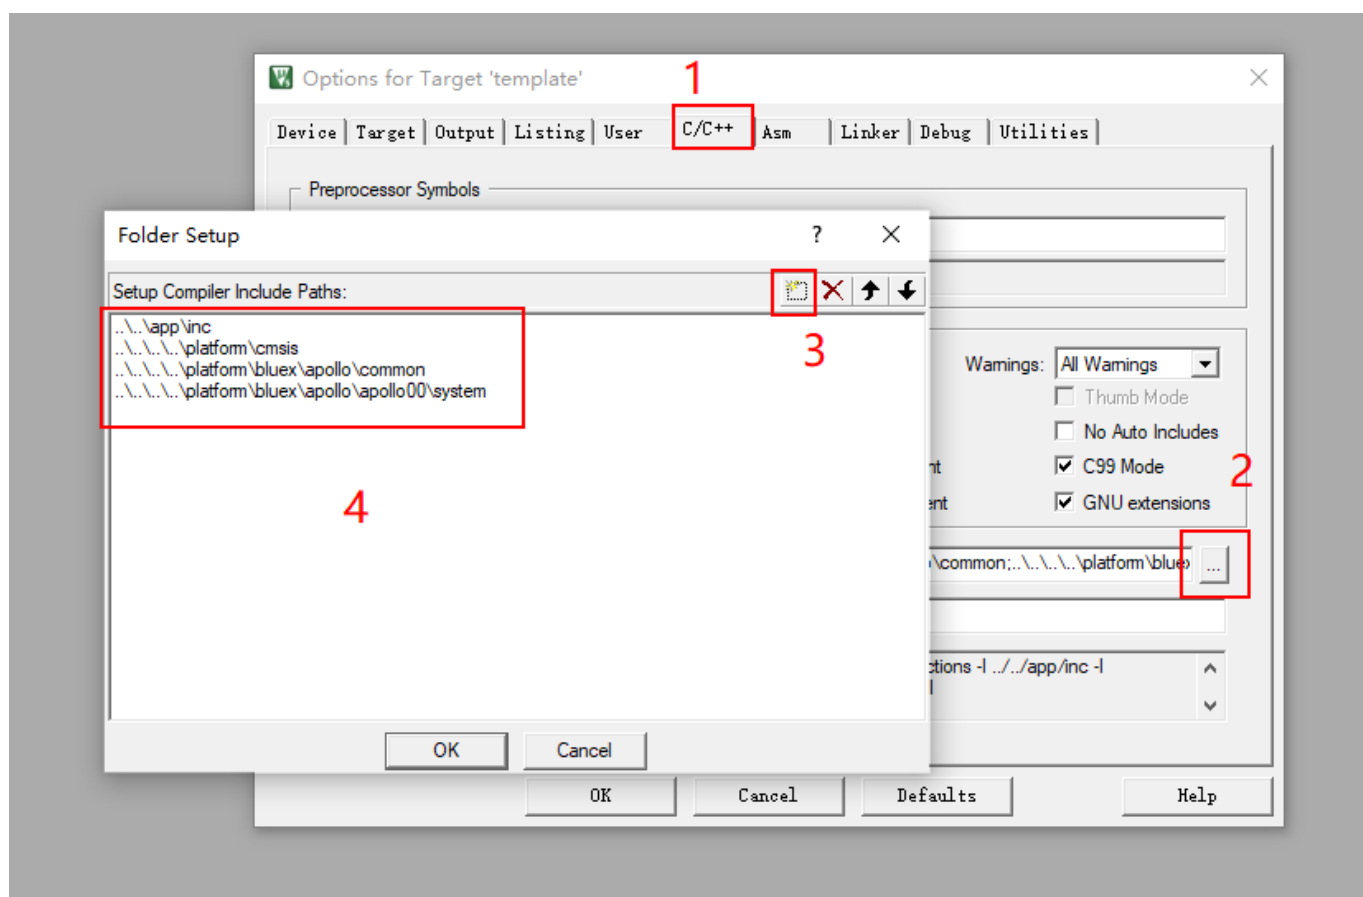 1
Options for Target 'template'
Device Target Output Listing User C/C++ Asm Linker Debug Utilities
Preprocessor Symbols
Folder Setup
?
Setup Compiler Include Paths:
3
..\..\app\inc
..\..\..\..\platform\cmsis
..\..\..\..\platform\bluex\apollo\common
..\..\..\..\platform\bluex\apollo\apollo00\system
4
Warnings: All Warnings
Thumb Mode
No Auto Includes
C99 Mode
2
GNU extensions
\common;..\..\..\..\platform\blue
...
-I ../../app/inc -I
OK Cancel
OK Cancel Defaults Help